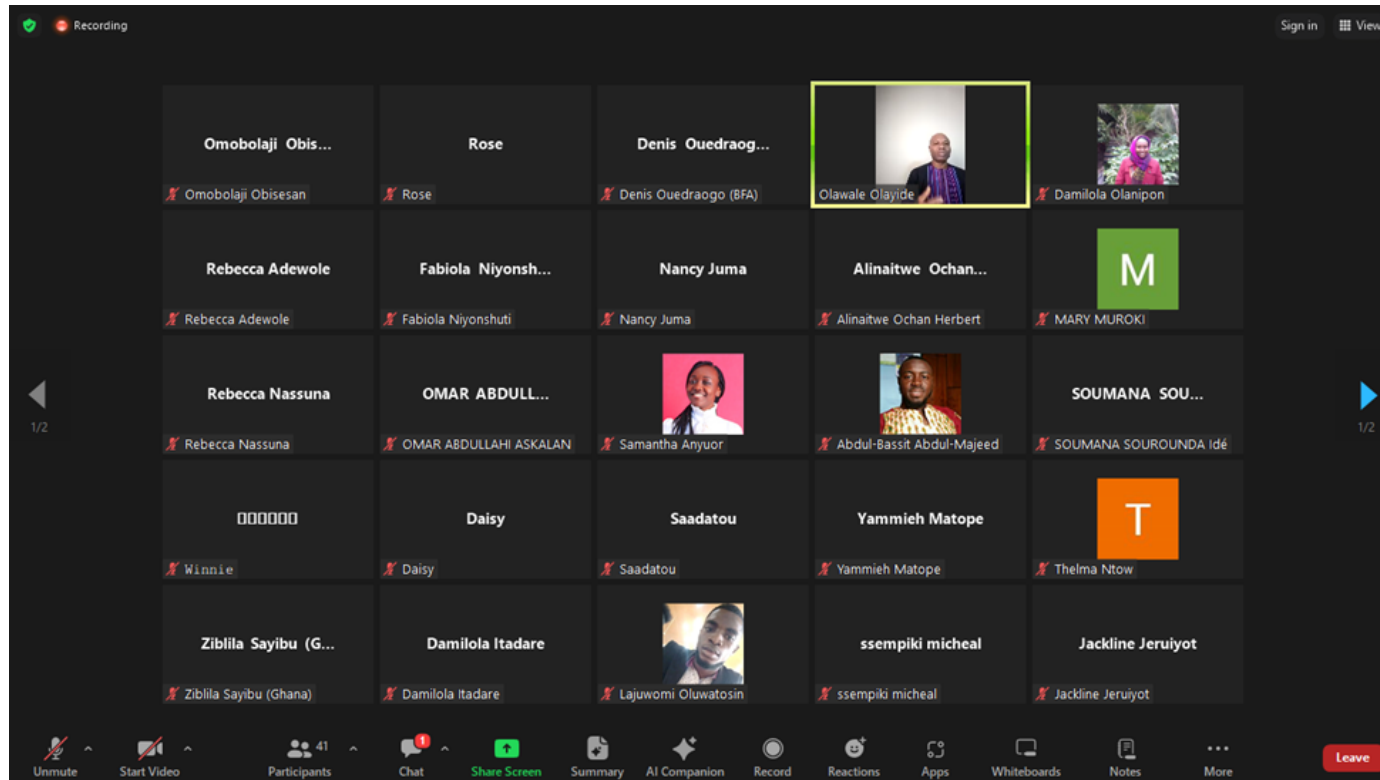 Recording
Sign in View
Omobolaji Obis...
Omobolaji Obisesan
Rose
Rose
Denis Ouedraog...
Denis Ouedraogo (BFA)
Olawale Olayide
Damilola Olanipon
Rebecca Adewole
Rebecca Adewole
Fabiola Niyonsh...
Fabiola Niyonshuti
Nancy Juma
Nancy Juma
Alinaitwe Ochan...
Alinaitwe Ochan Herbert
M
MARY MUROKI
1/2
Rebecca Nassuna
Rebecca Nassuna
OMAR ABDULL...
OMAR ABDULLAHI ASKALAN
Samantha Anyuor
Abdul-Bassit Abdul-Majeed
SOUMANA SOU...
SOUMANA SOUROUNDA Idé
1/2
Winnie
Daisy
Daisy
Saadatou
Saadatou
Yammieh Matope
Yammieh Matope
T
Thelma Ntow
Ziblila Sayibu (G...
Ziblila Sayibu (Ghana)
Damilola Itadare
Damilola Itadare
Lajuwomi Oluwatosin
ssempiki micheal
ssempiki micheal
Jackline Jeruiyot
Jackline Jeruiyot
Unmute
Start Video
41
Participants
1
Chat
Share Screen
Summary
AI Companion
Record
Reactions
Apps
Whiteboards
Notes
More
Leave